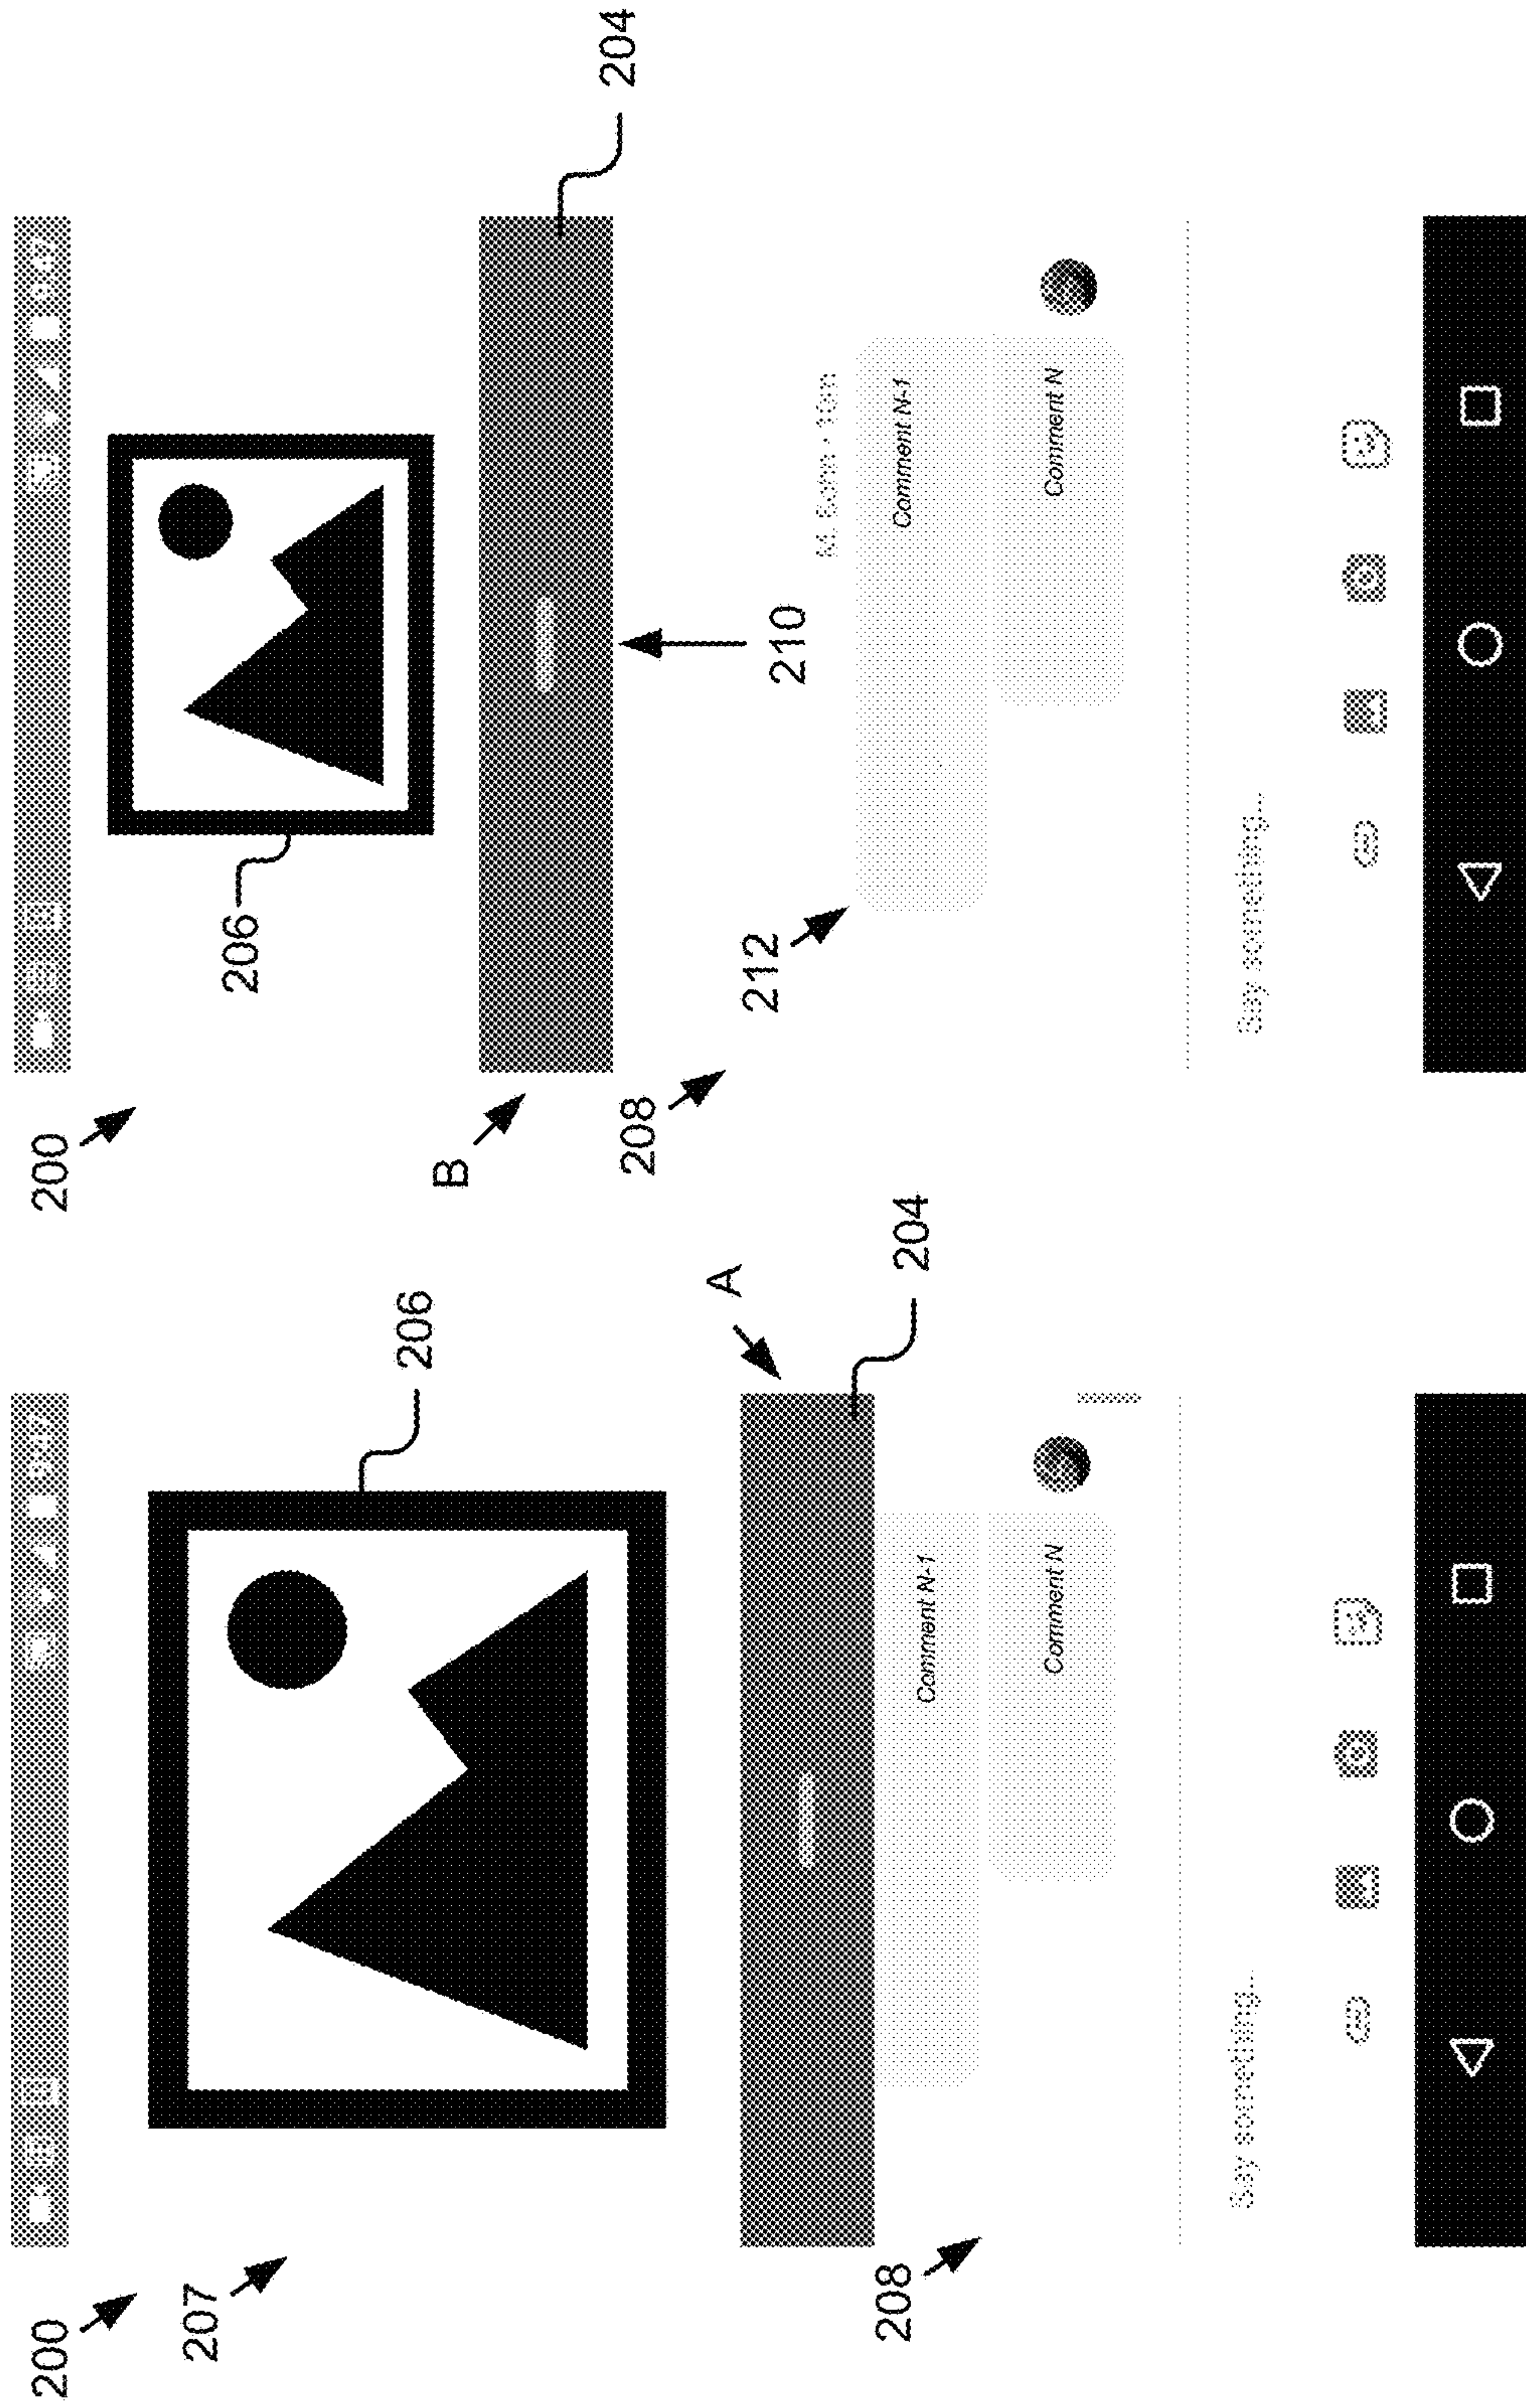 200
207
206
A
204
Comment N-1
Comment N
208
Say something...
200
206
B
204
210
208
212
Comment N-1
Comment N
Say something...